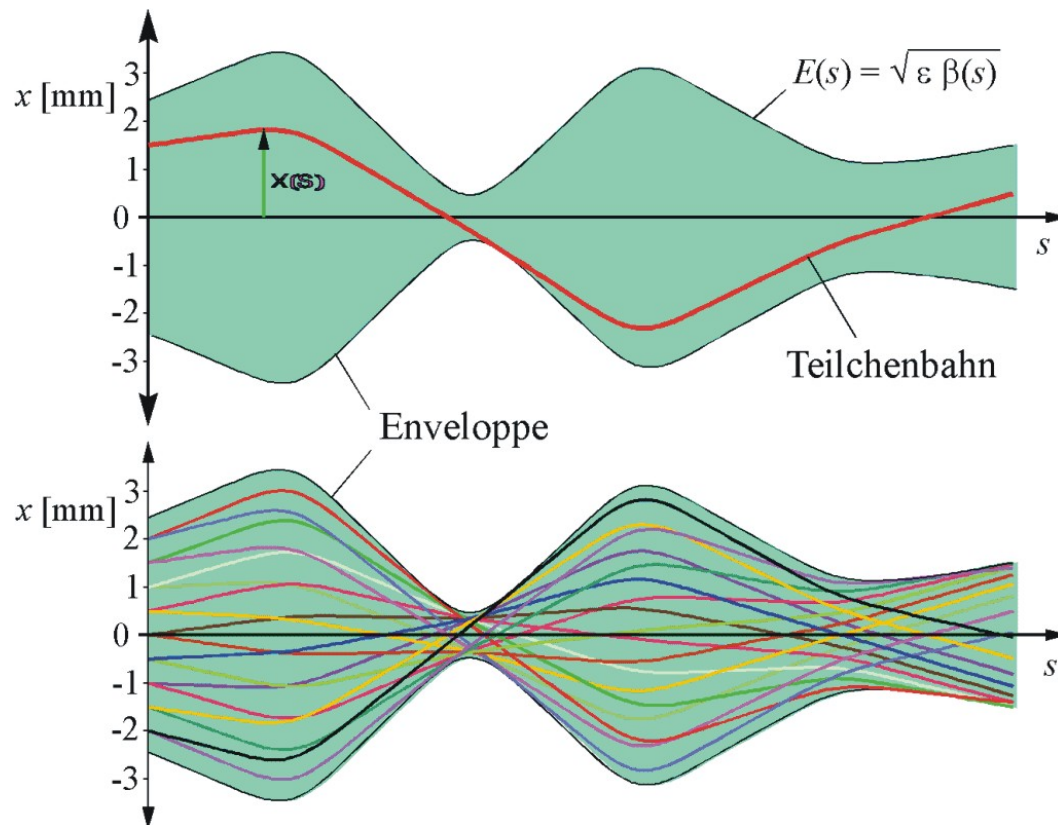 x [mm]
3
2
1
0
-1
-2
-3
E(s) = √ε β(s)
X(S)
s
Teilchenbahn
Enveloppe
x [mm]
3
2
1
0
-1
-2
-3
s